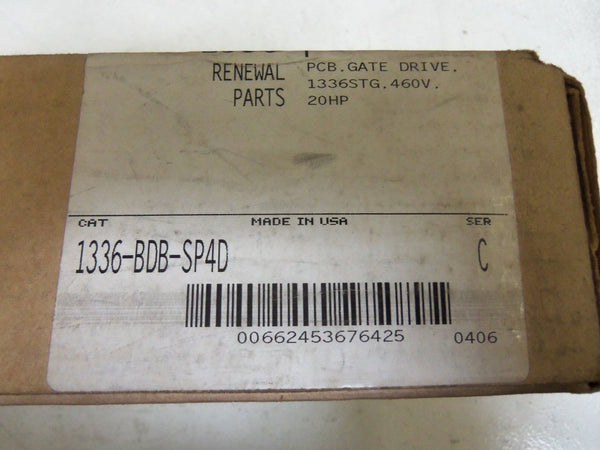 RENEWAL PARTS
PCB.GATE DRIVE.
1336STG.460V.
20HP
CAT MADE IN USA SER
1336-BDB-SP4D C
00662453676425 0406